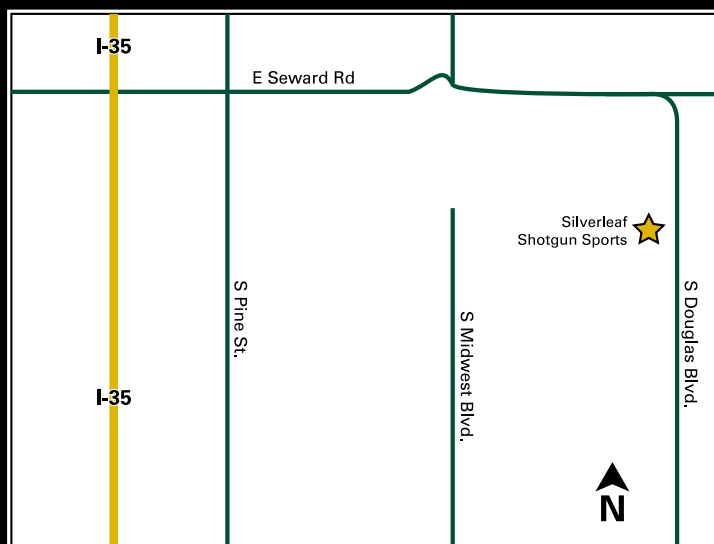 I-35
E Seward Rd
Silverleaf
Shotgun Sports
S Pine St.
S Midwest Blvd.
S Douglas Blvd.
I-35
N